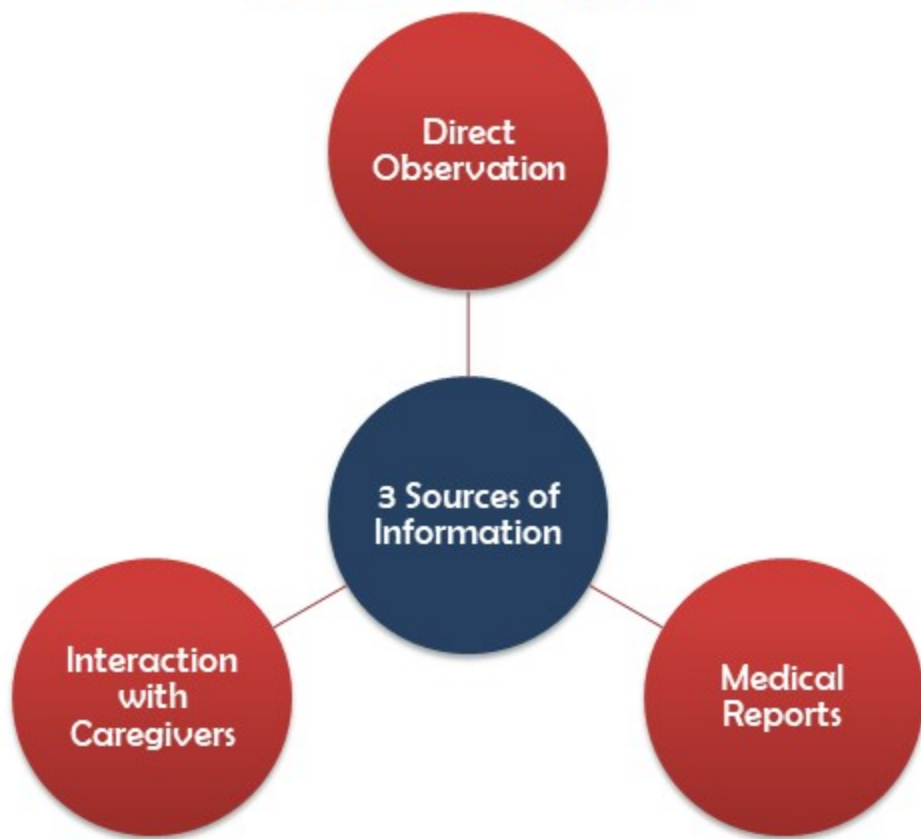 Direct
Observation
3 Sources of
Information
Interaction
with
Caregivers
Medical
Reports